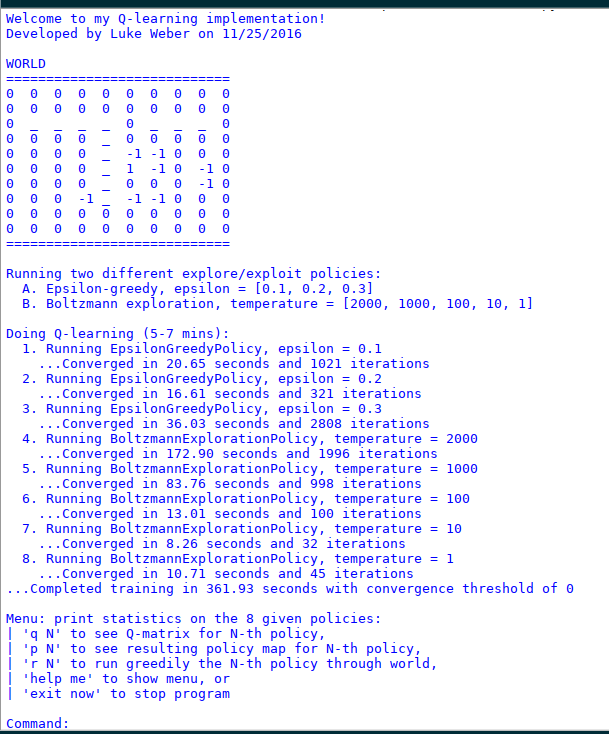 Welcome to my Q-learning implementation!
Developed by Luke Weber on 11/25/2016
WORLD
============================
0  0  0  0  0  0  0  0  0  0
0  0  0  0  0  0  0  0  0  0
0  _  _  _  _  0  _  _  _  0
0  0  0  0  _  0  0  0  0  0
0  0  0  0  _  -1 -1 0  0  0
0  0  0  0  _  1  -1 0  -1 0
0  0  0  0  _  0  0  0  -1 0
0  0  0  -1 _  -1 -1 0  0  0
0  0  0  0  0  0  0  0  0  0
0  0  0  0  0  0  0  0  0  0
============================
Running two different explore/exploit policies:
  A. Epsilon-greedy, epsilon = [0.1, 0.2, 0.3]
  B. Boltzmann exploration, temperature = [2000, 1000, 100, 10, 1]
Doing Q-learning (5-7 mins):
  1. Running EpsilonGreedyPolicy, epsilon = 0.1
    ...Converged in 20.65 seconds and 1021 iterations
  2. Running EpsilonGreedyPolicy, epsilon = 0.2
    ...Converged in 16.61 seconds and 321 iterations
  3. Running EpsilonGreedyPolicy, epsilon = 0.3
    ...Converged in 36.03 seconds and 2808 iterations
  4. Running BoltzmannExplorationPolicy, temperature = 2000
    ...Converged in 172.90 seconds and 1996 iterations
  5. Running BoltzmannExplorationPolicy, temperature = 1000
    ...Converged in 83.76 seconds and 998 iterations
  6. Running BoltzmannExplorationPolicy, temperature = 100
    ...Converged in 13.01 seconds and 100 iterations
  7. Running BoltzmannExplorationPolicy, temperature = 10
    ...Converged in 8.26 seconds and 32 iterations
  8. Running BoltzmannExplorationPolicy, temperature = 1
    ...Converged in 10.71 seconds and 45 iterations
...Completed training in 361.93 seconds with convergence threshold of 0
Menu: print statistics on the 8 given policies:
| 'q N' to see Q-matrix for N-th policy,
| 'p N' to see resulting policy map for N-th policy,
| 'r N' to run greedily the N-th policy through world,
| 'help me' to show menu, or
| 'exit now' to stop program
Command: